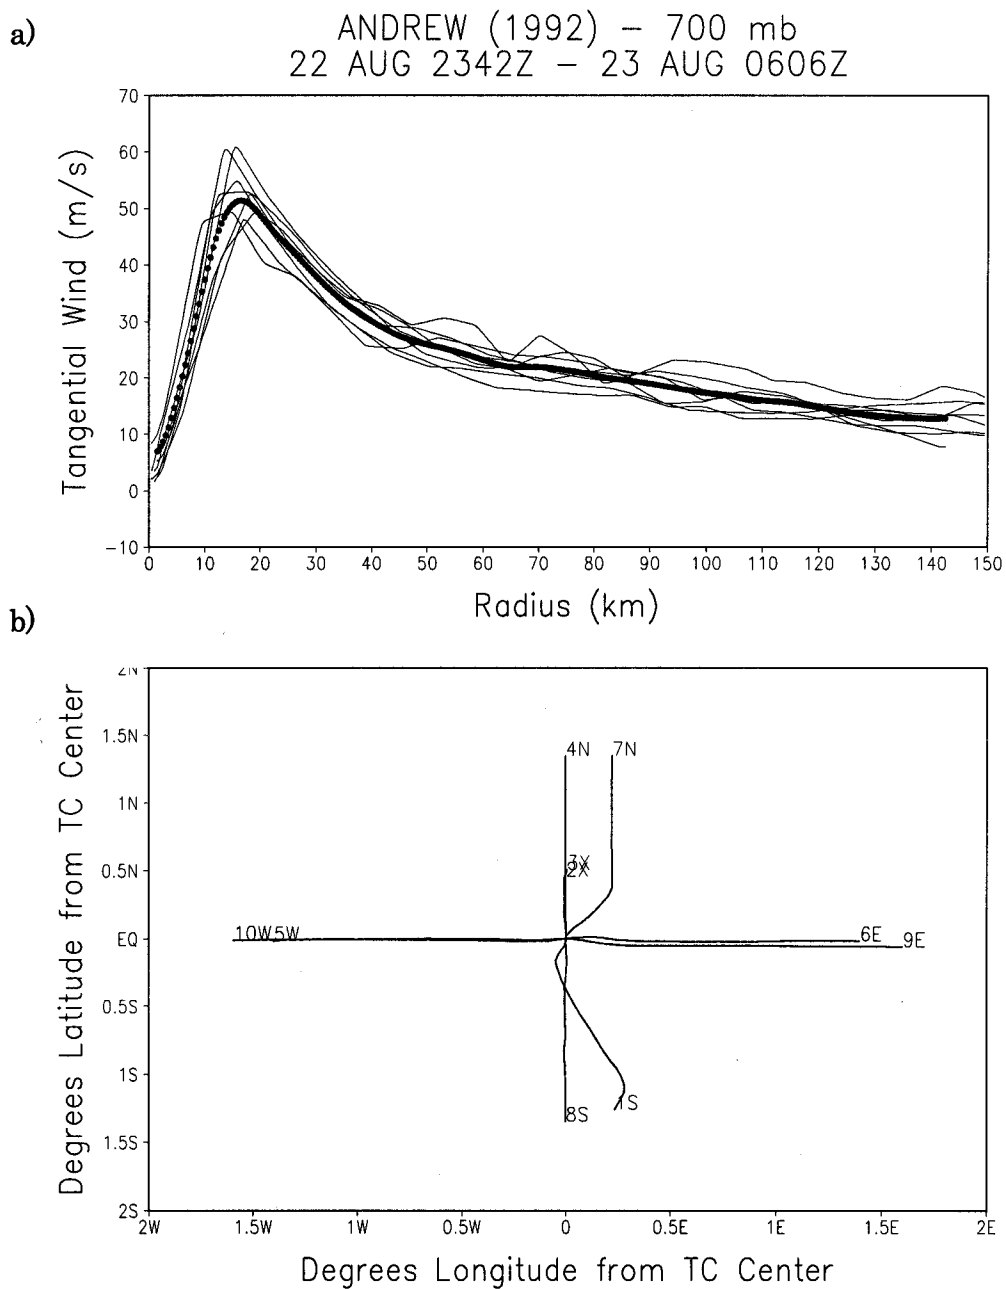 a)
ANDREW (1992) – 700 mb
22 AUG 2342Z – 23 AUG 0606Z
70
60
50
40
30
20
10
0
−10
Tangential Wind (m/s)
0 10 20 30 40 50 60 70 80 90 100 110 120 130 140 150
Radius (km)
b)
2N
1.5N
1N
0.5N
EQ
0.5S
1S
1.5S
2S
Degrees Latitude from TC Center
4N 7N
3X
2X
10W 5W 6E 9E
8S 1S
2W 1.5W 1W 0.5W 0 0.5E 1E 1.5E 2E
Degrees Longitude from TC Center